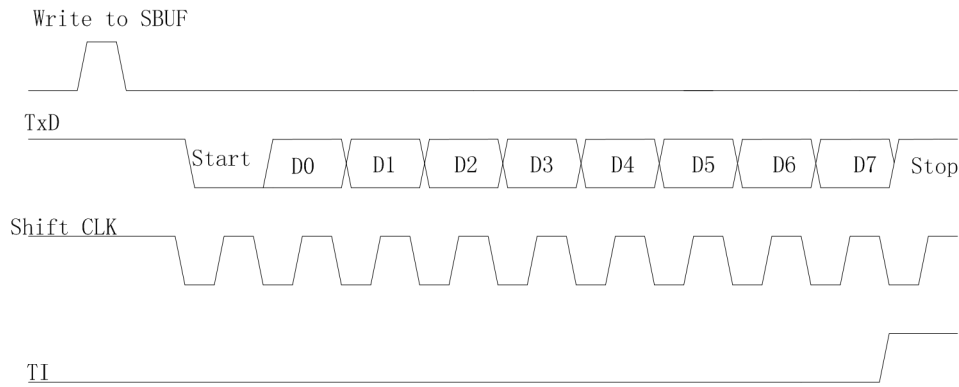 Write to SBUF
TxD
Start D0 D1 D2 D3 D4 D5 D6 D7 Stop
Shift CLK
TI